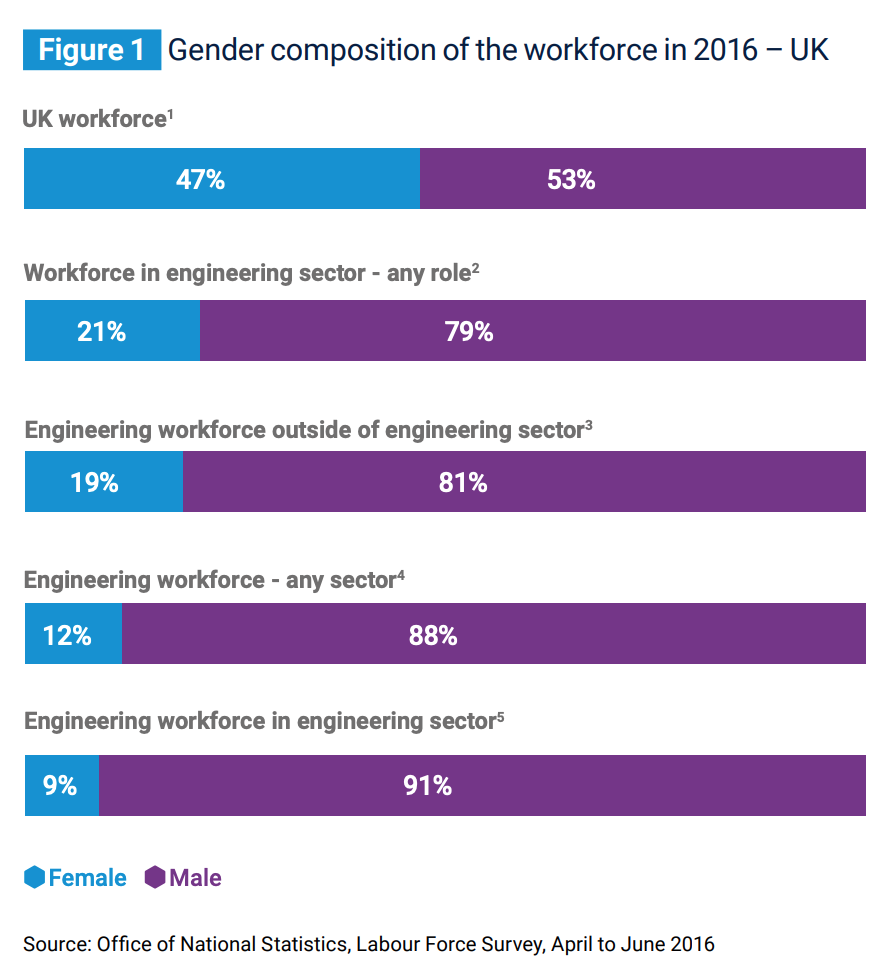 Figure 1 Gender composition of the workforce in 2016 – UK
UK workforce¹
47% 53%
Workforce in engineering sector - any role²
21% 79%
Engineering workforce outside of engineering sector³
19% 81%
Engineering workforce - any sector⁴
12% 88%
Engineering workforce in engineering sector⁵
9% 91%
Female Male
Source: Office of National Statistics, Labour Force Survey, April to June 2016